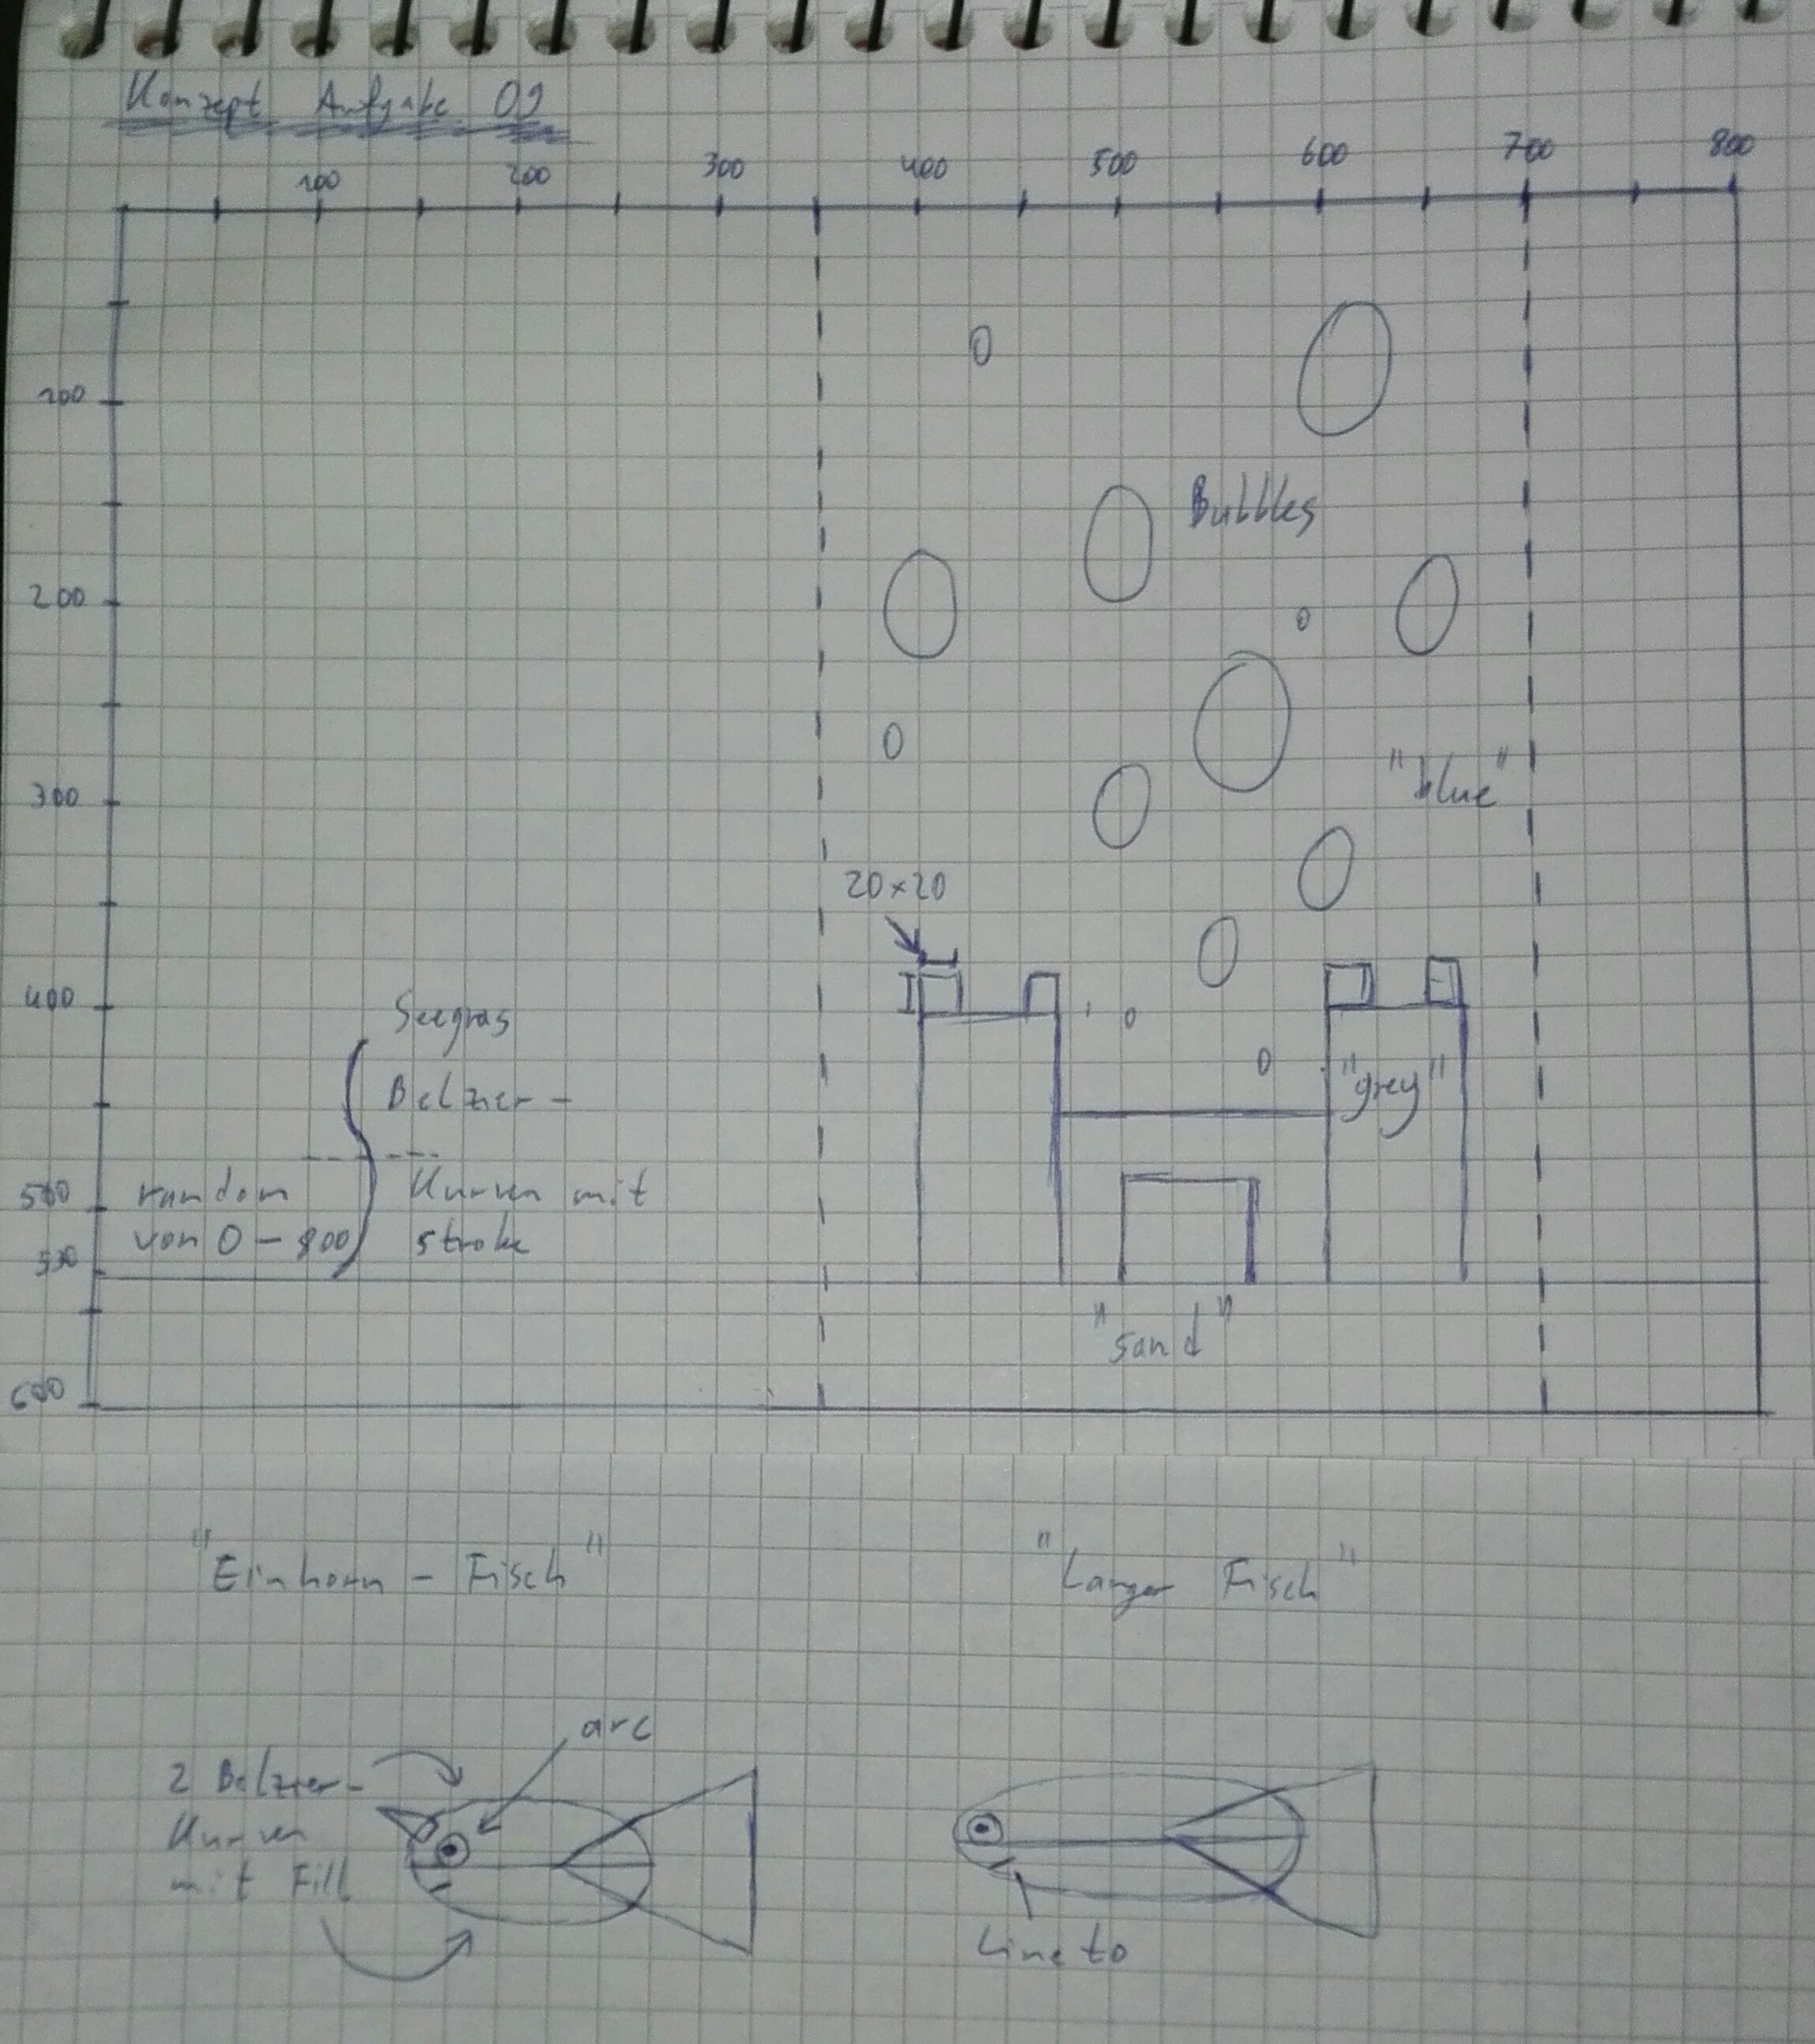 Konzept Aufgabe 09
100 200 300 400 500 600 700 800
100
Bubbles
200
"blue"
300
20×20
400
Seegras
"grey"
Belzier-
500
random
Kurven mit
von 0-800
stroke
530
"sand"
600
"Einhorn - Fisch"
"Langer Fisch"
arc
2 Belzier-
Kurven
mit Fill
Line to